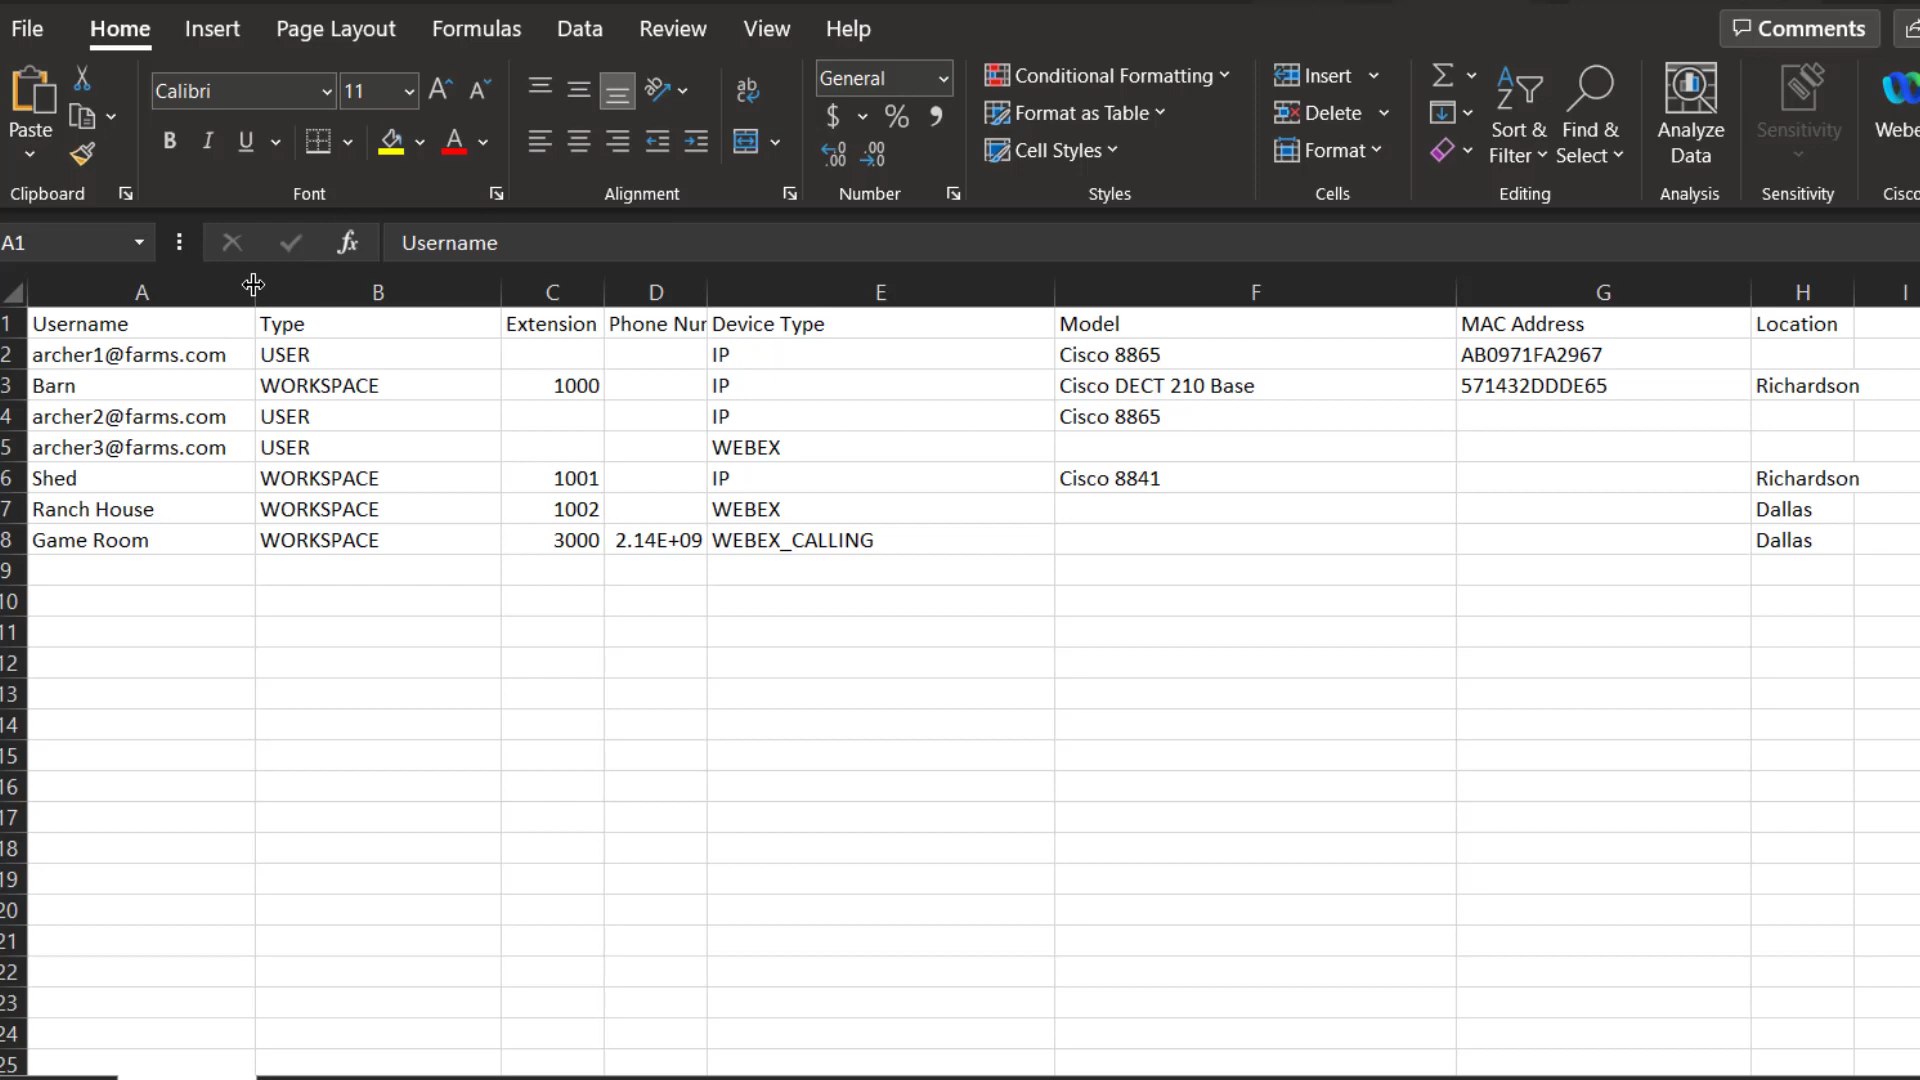 File Home Insert Page Layout Formulas Data View Help Comments
Calibri 11 General Conditional Formatting Insert
$ % 9 Format as Table Delete
Paste B I U A Cell Styles Format Sort & Filter Find & Select Analyze Data Sensitivity
Clipboard Font Alignment Number Styles Cells Editing Analysis Sensitivity
A1 fx Username
A B C D E F G H I
1 Username Type Extension Phone Nur Device Type Model MAC Address Location
2 archer1@farms.com USER IP Cisco 8865 AB0971FA2967
3 Barn WORKSPACE 1000 IP Cisco DECT 210 Base 571432DDDE65 Richardson
4 archer2@farms.com USER IP Cisco 8865
5 archer3@farms.com USER WEBEX
6 Shed WORKSPACE 1001 IP Cisco 8841 Richardson
7 Ranch House WORKSPACE 1002 WEBEX Dallas
8 Game Room WORKSPACE 3000 2.14E+09 WEBEX_CALLING Dallas
9
10
11
12
13
14
15
16
17
18
19
20
21
22
23
24
25